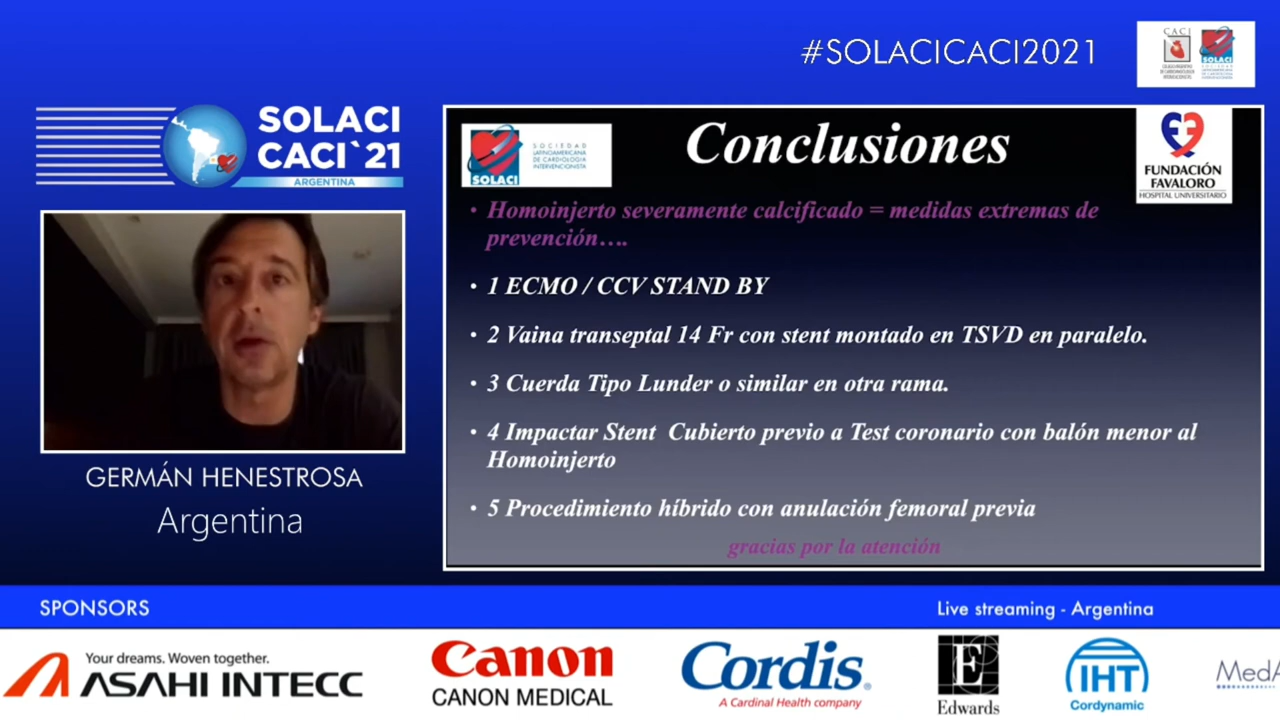 #SOLACICACI2021
CACI
SOLACI
SOLACI
CACI`21
ARGENTINA
GERMÁN HENESTROSA
Argentina
SOLACI
SOCIEDAD
LATINOAMERICANA
DE CARDIOLOGÍA
INTERVENCIONISTA
Conclusiones
FUNDACIÓN
FAVALORO
HOSPITAL UNIVERSITARIO
• Homoinjerto severamente calcificado = medidas extremas de
prevención….
• 1 ECMO / CCV STAND BY
• 2 Vaina transeptal 14 Fr con stent montado en TSVD en paralelo.
• 3 Cuerda Tipo Lunder o similar en otra rama.
• 4 Impactar Stent Cubierto previo a Test coronario con balón menor al
Homoinjerto
• 5 Procedimiento híbrido con anulación femoral previa
gracias por la atención
SPONSORS
Live streaming - Argentina
Your dreams. Woven together.
ASAHI INTECC
Canon
CANON MEDICAL
Cordis®
A Cardinal Health company
E
Edwards
IHT
Cordynamic
MedA